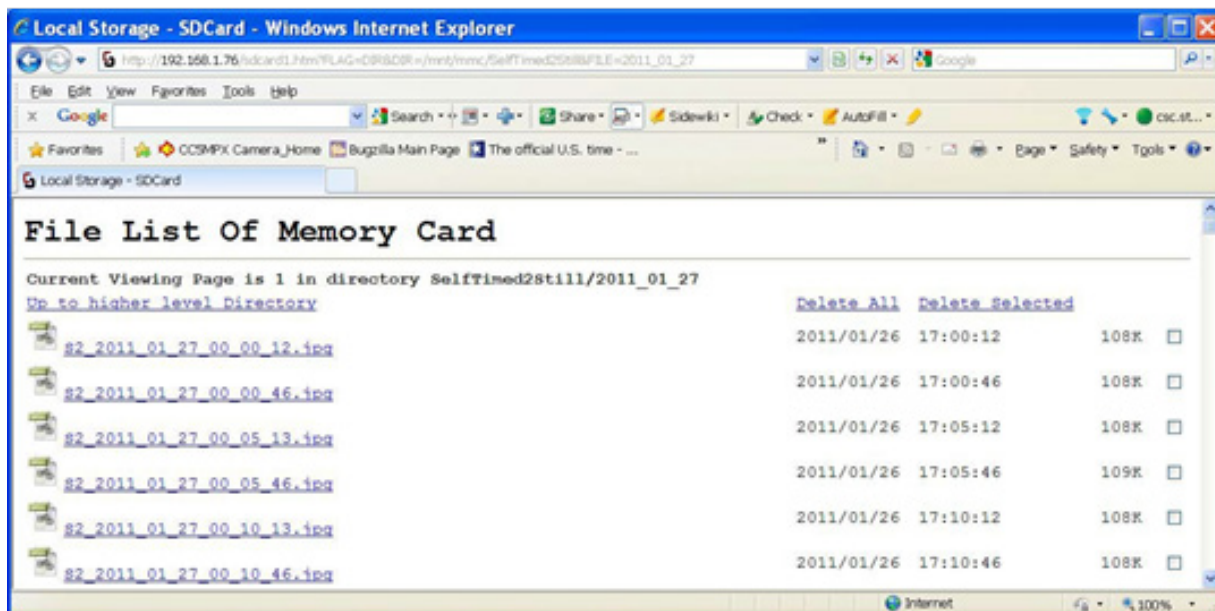 Local Storage - SDCard - Windows Internet Explorer
http://192.168.1.76/sdcard1.htm?FLAG=DIR&DIR=/mnt/mmc/SelfTimed2Still&FILE=2011_01_27 Google
File Edit View Favorites Tools Help
x Google Search Share Sidewiki Check AutoFill csc.st...
Favorites CC5MPX Camera_Home Bugzilla Main Page The official U.S. time - ... » Page Safety Tools
Local Storage - SDCard
File List Of Memory Card
Current Viewing Page is 1 in directory SelfTimed2Still/2011_01_27
Up to higher level Directory Delete All Delete Selected
S2_2011_01_27_00_00_12.jpg 2011/01/26 17:00:12 108K
S2_2011_01_27_00_00_46.jpg 2011/01/26 17:00:46 108K
S2_2011_01_27_00_05_13.jpg 2011/01/26 17:05:12 108K
S2_2011_01_27_00_05_46.jpg 2011/01/26 17:05:46 109K
S2_2011_01_27_00_10_13.jpg 2011/01/26 17:10:12 108K
S2_2011_01_27_00_10_46.jpg 2011/01/26 17:10:46 108K
Internet 100%